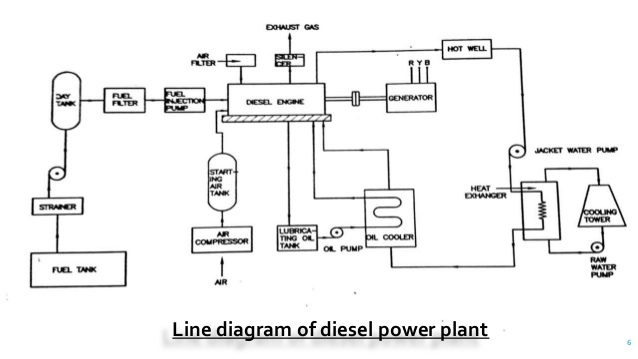 EXHAUST GAS
AIR
FILTER
SILEN-
CER
HOT WELL
R Y B
DAY
TANK
FUEL
FILTER
FUEL
INJECTION
PUMP
DIESEL ENGINE
GENERATOR
JACKET WATER PUMP
START-
ING
AIR
TANK
HEAT
EXHANGER
COOLING
TOWER
STRAINER
AIR
COMPRESSOR
LUBRICA-
TING OIL
TANK
OIL PUMP
OIL COOLER
RAW
WATER
PUMP
FUEL TANK
AIR
Line diagram of diesel power plant
6